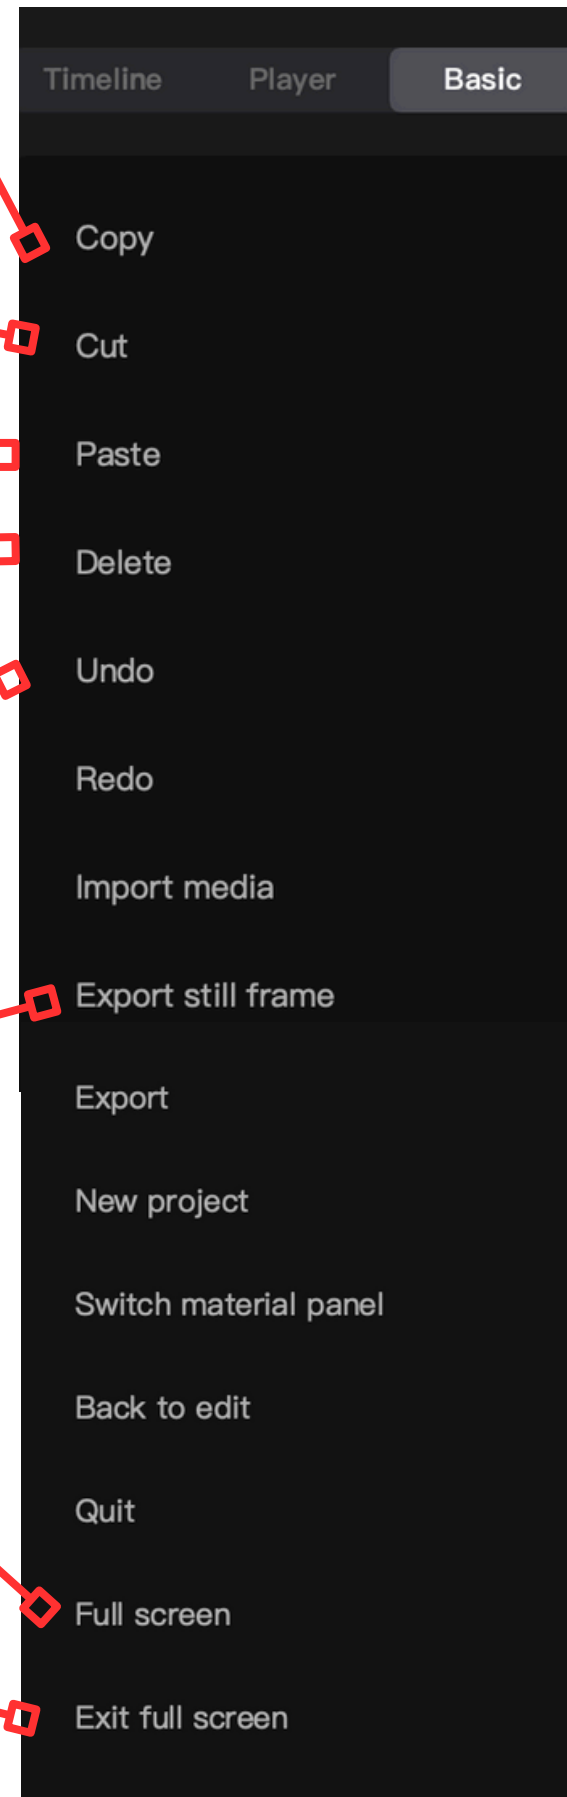 Timeline Player Basic
Copy
Cut
Paste
Delete
Undo
Redo
Import media
Export still frame
Export
New project
Switch material panel
Back to edit
Quit
Full screen
Exit full screen